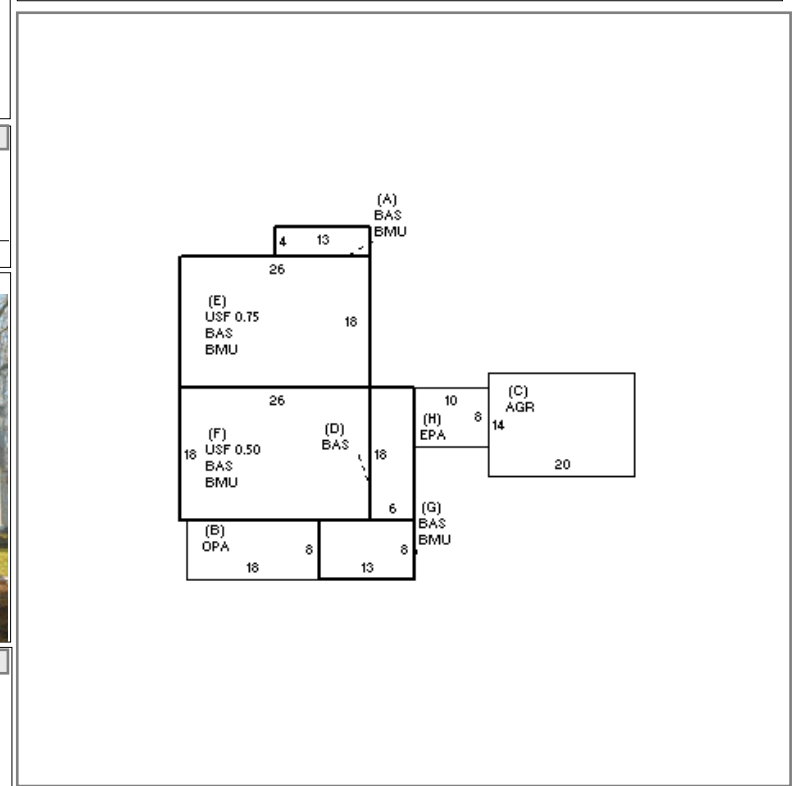 (A)
BAS
BMU
4 13
26
(E)
USF 0.75
BAS
BMU
18
26
(F)
USF 0.50
BAS
BMU
18
(D)
BAS
18
6
10
8
(H)
EPA
(C)
AGR
14
20
(B)
OPA
8
18
(G)
BAS
BMU
8
13